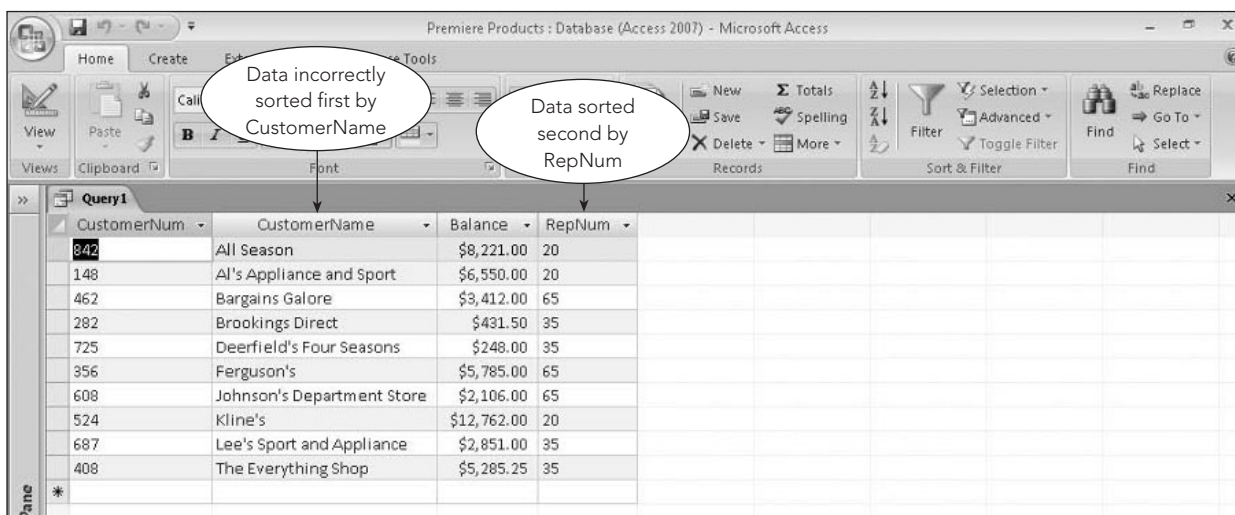 Premiere Products : Database (Access 2007) - Microsoft Access
Home Create Tools
Data incorrectly
sorted first by
CustomerName
Data sorted
second by
RepNum
View
Paste
B I
New
Save
Delete
Σ Totals
Spelling
More
Filter
Selection
Advanced
Toggle Filter
Find
Replace
Go To
Select
Views Clipboard Font Records Sort & Filter Find
Query1
CustomerNum CustomerName Balance RepNum
842 All Season $8,221.00 20
148 Al's Appliance and Sport $6,550.00 20
462 Bargains Galore $3,412.00 65
282 Brookings Direct $431.50 35
725 Deerfield's Four Seasons $248.00 35
356 Ferguson's $5,785.00 65
608 Johnson's Department Store $2,106.00 65
524 Kline's $12,762.00 20
687 Lee's Sport and Appliance $2,851.00 35
408 The Everything Shop $5,285.25 35
Pane